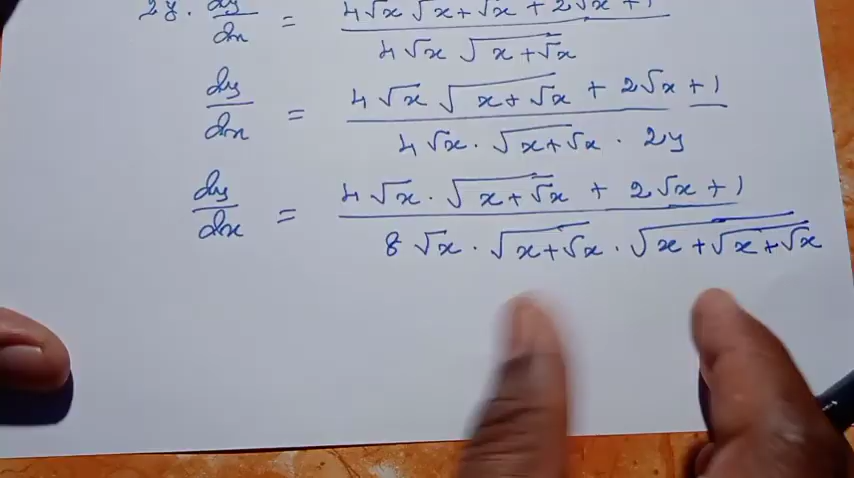 2y. dy/dx = (4√x √(x+√x) + 2√x + 1) / (4√x √(x+√x))
dy/dx = (4√x √(x+√x) + 2√x + 1) / (4√x · √(x+√x) · 2y)
dy/dx = (4√x · √(x+√x) + 2√x + 1) / (8√x · √(x+√x) · √(x+√(x+√x)))